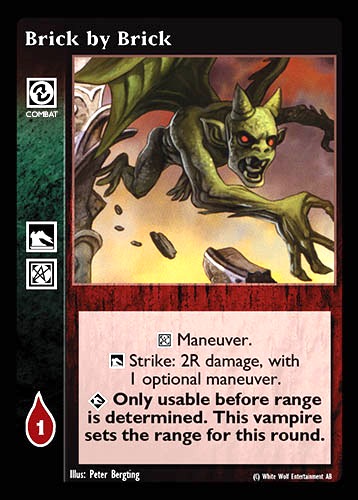 Brick by Brick
COMBAT
Maneuver.
Strike: 2R damage, with
1 optional maneuver.
Only usable before range
is determined. This vampire
sets the range for this round.
1
Illus: Peter Bergting
(C) White Wolf Entertainment AB